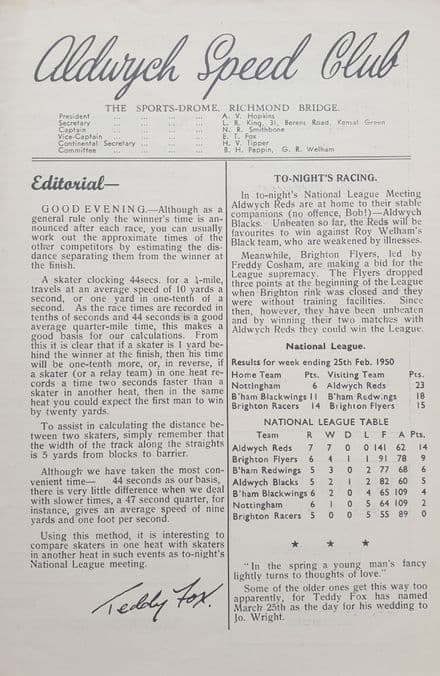 Aldwych Speed Club
THE SPORTS-DROME, RICHMOND BRIDGE.
President ... ... ... ... A. V. Hopkins
Secretary ... ... ... ... L. R. King, 31, Berens Road, Kensal Green
Captain ... ... ... ... N. R. Smithbone
Vice-Captain ... ... ... ... E. T. Fox
Continental Secretary ... ... ... H. V. Tipper
Committee ... ... ... ... B. H. Peppin, G. R. Welham
Editorial—
GOOD EVENING.—Although as a
general rule only the winner's time is an-
nounced after each race, you can usually
work out the approximate times of the
other competitors by estimating the dis-
tance separating them from the winner at
the finish.
A skater clocking 44secs. for a ¼-mile,
travels at an average speed of 10 yards a
second, or one yard in one-tenth of a
second. As the race times are recorded in
tenths of seconds and 44 seconds is a good
average quarter-mile time, this makes a
good basis for our calculations. From
this it is clear that if a skater is 1 yard be-
hind the winner at the finish, then his time
will be one-tenth more, or, in reverse, if
a skater (or a relay team) in one heat re-
cords a time two seconds faster than a
skater in another heat, then in the same
heat you could expect the first man to win
by twenty yards.
To assist in calculating the distance be-
tween two skaters, simply remember that
the width of the track along the straights
is 5 yards from blocks to barrier.
Although we have taken the most con-
venient time— 44 seconds as our basis,
there is very little difference when we deal
with slower times, a 47 second quarter, for
instance, gives an average speed of nine
yards and one foot per second.
Using this method, it is interesting to
compare skaters in one heat with skaters
in another heat in such events as to-night's
National League meeting.
Teddy Fox.
TO-NIGHT'S RACING.
In to-night's National League Meeting
Aldwych Reds are at home to their stable
companions (no offence, Bob!)—Aldwych
Blacks. Unbeaten so far, the Reds will be
favourites to win against Roy Welham's
Black team, who are weakened by illnesses.
Meanwhile, Brighton Flyers, led by
Freddy Cosham, are making a bid for the
League supremacy. The Flyers dropped
three points at the beginning of the League
when Brighton rink was closed and they
were without training facilities. Since
then, however, they have been unbeaten
and by winning their two matches with
Aldwych Reds they could win the League.
National League.
Results for week ending 25th Feb. 1950
Home Team Pts. Visiting Team Pts.
Nottingham 6 Aldwych Reds 23
B'ham Blackwings 11 B'ham Redwings 18
Brighton Racers 14 Brighton Flyers 15
NATIONAL LEAGUE TABLE
Team R W D L F A Pts.
Aldwych Reds 7 7 0 0 141 62 14
Brighton Flyers 6 4 1 1 91 78 9
B'ham Redwings 5 3 0 2 77 68 6
Aldwych Blacks 5 2 1 2 82 60 5
B'ham Blackwings 6 2 0 4 65 109 4
Nottingham 6 1 0 5 64 109 2
Brighton Racers 5 0 0 5 55 89 0
★ ★ ★
"In the spring a young man's fancy
lightly turns to thoughts of love."
Some of the older ones get this way too
apparently, for Teddy Fox has named
March 25th as the day for his wedding to
Jo. Wright.